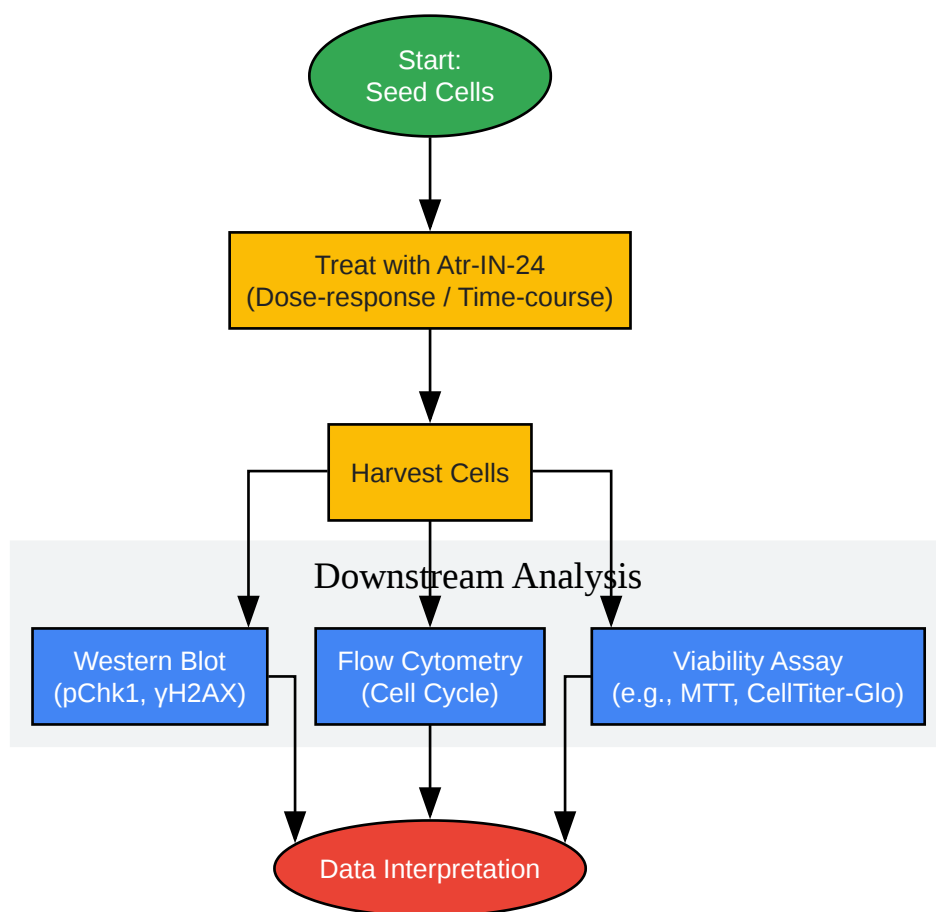 Start:
Seed Cells
Treat with Atr-IN-24
(Dose-response / Time-course)
Harvest Cells
Downstream Analysis
Western Blot
(pChk1, γH2AX)
Flow Cytometry
(Cell Cycle)
Viability Assay
(e.g., MTT, CellTiter-Glo)
Data Interpretation